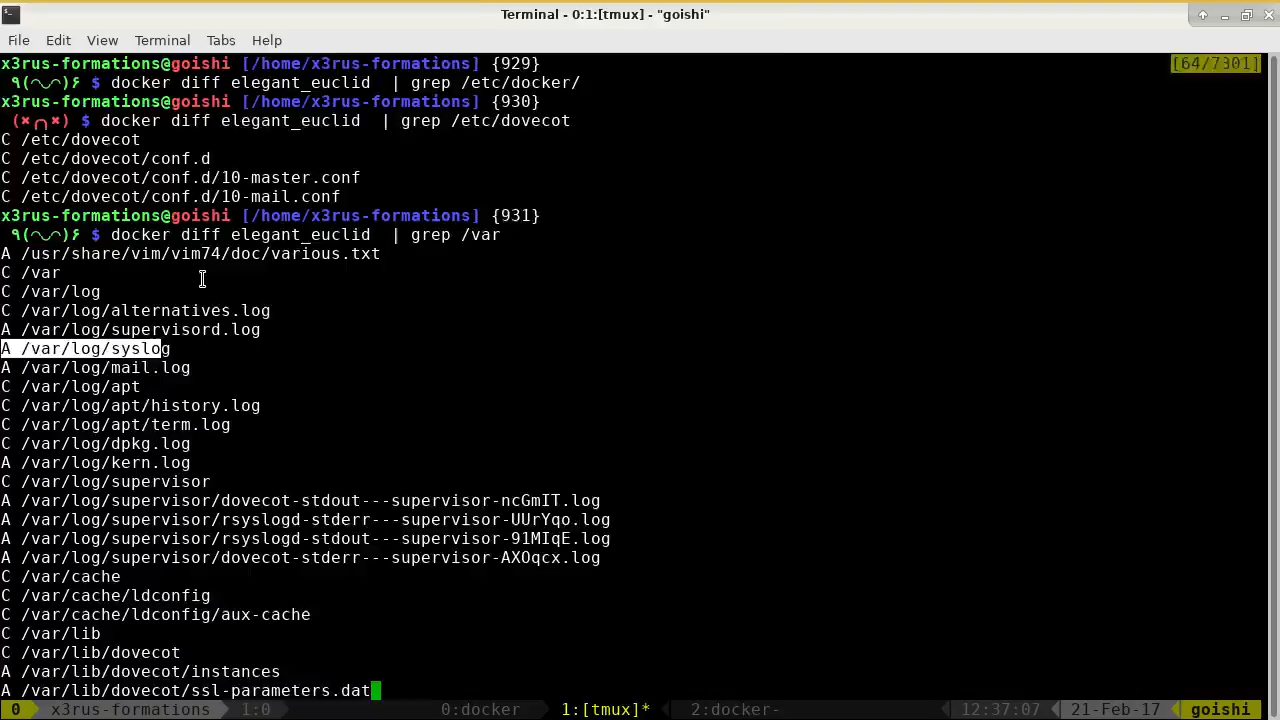 Terminal - 0:1:[tmux] - "goishi"
File Edit View Terminal Tabs Help
x3rus-formations@goishi [/home/x3rus-formations] {929}
[64/7301]
٩(◠◡◠)۶ $ docker diff elegant_euclid  | grep /etc/docker/
x3rus-formations@goishi [/home/x3rus-formations] {930}
(✖╭╮✖) $ docker diff elegant_euclid  | grep /etc/dovecot
C /etc/dovecot
C /etc/dovecot/conf.d
C /etc/dovecot/conf.d/10-master.conf
C /etc/dovecot/conf.d/10-mail.conf
x3rus-formations@goishi [/home/x3rus-formations] {931}
٩(◠◡◠)۶ $ docker diff elegant_euclid  | grep /var
A /usr/share/vim/vim74/doc/various.txt
C /var
C /var/log
C /var/log/alternatives.log
A /var/log/supervisord.log
A /var/log/syslog
A /var/log/mail.log
C /var/log/apt
C /var/log/apt/history.log
C /var/log/apt/term.log
C /var/log/dpkg.log
A /var/log/kern.log
C /var/log/supervisor
A /var/log/supervisor/dovecot-stdout---supervisor-ncGmIT.log
A /var/log/supervisor/rsyslogd-stderr---supervisor-UUrYqo.log
A /var/log/supervisor/rsyslogd-stdout---supervisor-91MIqE.log
A /var/log/supervisor/dovecot-stderr---supervisor-AXOqcx.log
C /var/cache
C /var/cache/ldconfig
C /var/cache/ldconfig/aux-cache
C /var/lib
C /var/lib/dovecot
A /var/lib/dovecot/instances
A /var/lib/dovecot/ssl-parameters.dat
0 x3rus-formations 1:0 0:docker 1:[tmux]* 2:docker- 12:37:07 21-Feb-17 goishi